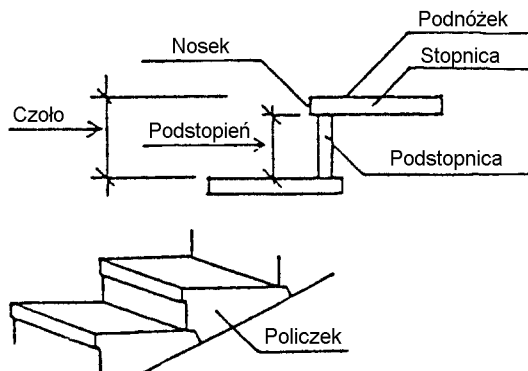 Podnóżek
Nosek
Stopnica
Czoło
Podstopień
Podstopnica
Policzek